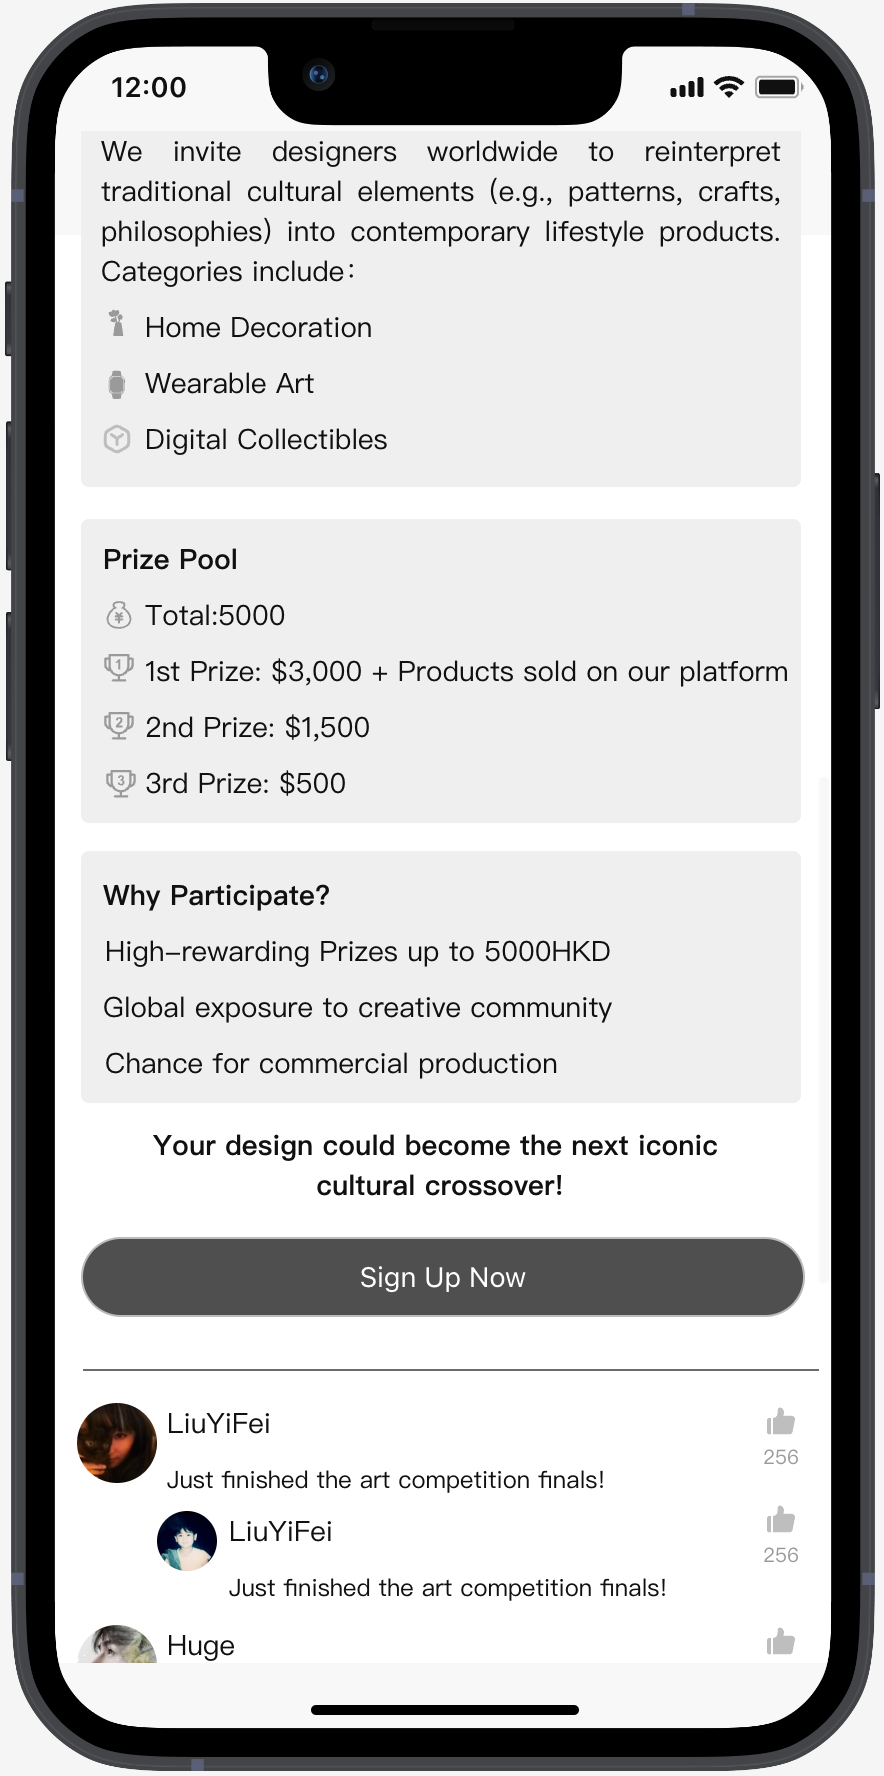 12:00
We invite designers worldwide to reinterpret
traditional cultural elements (e.g., patterns, crafts,
philosophies) into contemporary lifestyle products.
Categories include：
Home Decoration
Wearable Art
Digital Collectibles
Prize Pool
¥ Total:5000
1 1st Prize: $3,000 + Products sold on our platform
2 2nd Prize: $1,500
3 3rd Prize: $500
Why Participate?
High–rewarding Prizes up to 5000HKD
Global exposure to creative community
Chance for commercial production
Your design could become the next iconic
cultural crossover!
Sign Up Now
LiuYiFei
256
Just finished the art competition finals!
LiuYiFei
256
Just finished the art competition finals!
Huge